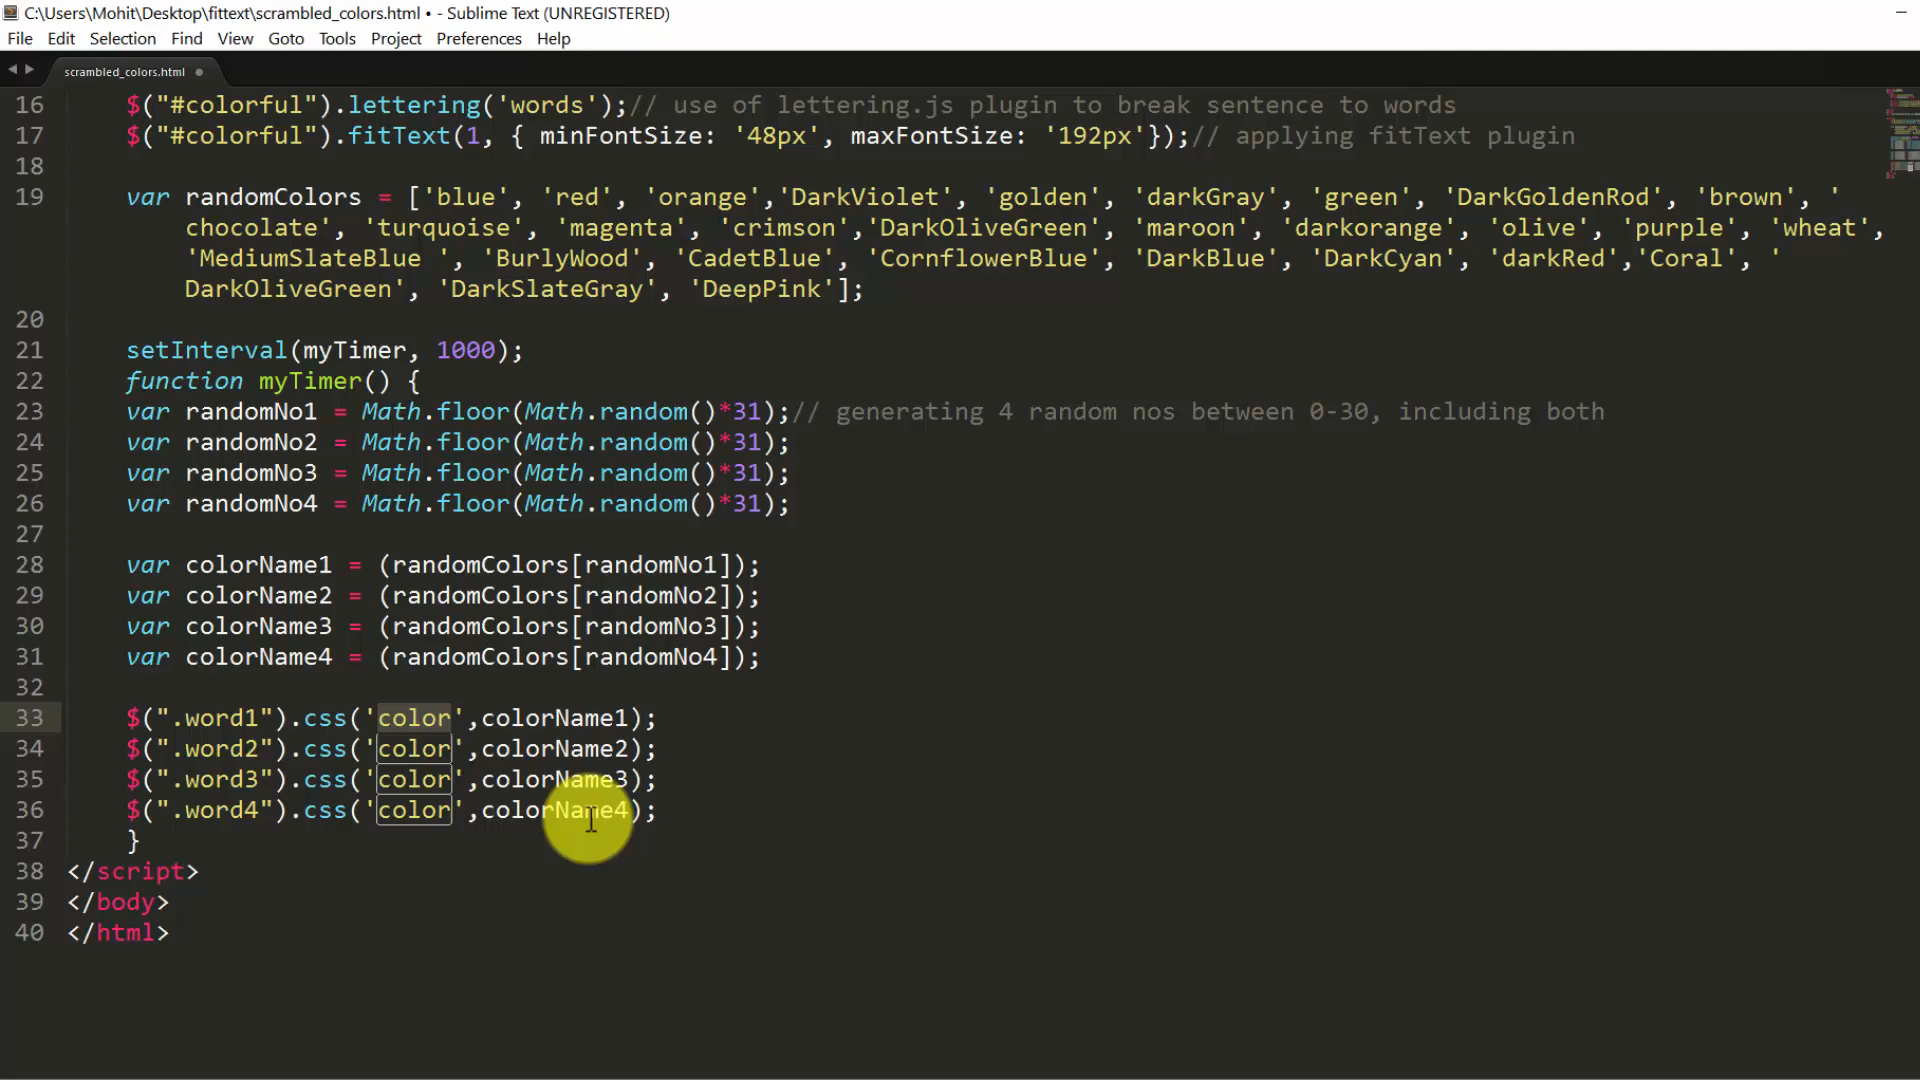 C:\Users\Mohit\Desktop\fittext\scrambled_colors.html • - Sublime Text (UNREGISTERED)
File Edit Selection Find View Goto Tools Project Preferences Help
scrambled_colors.html
16 $("#colorful").lettering('words');// use of lettering.js plugin to break sentence to words
17 $("#colorful").fitText(1, { minFontSize: '48px', maxFontSize: '192px'});// applying fitText plugin
18
19 var randomColors = ['blue', 'red', 'orange','DarkViolet', 'golden', 'darkGray', 'green', 'DarkGoldenRod', 'brown', '
chocolate', 'turquoise', 'magenta', 'crimson','DarkOliveGreen', 'maroon', 'darkorange', 'olive', 'purple', 'wheat',
'MediumSlateBlue ', 'BurlyWood', 'CadetBlue', 'CornflowerBlue', 'DarkBlue', 'DarkCyan', 'darkRed','Coral', '
DarkOliveGreen', 'DarkSlateGray', 'DeepPink'];
20
21 setInterval(myTimer, 1000);
22 function myTimer() {
23 var randomNo1 = Math.floor(Math.random()*31);// generating 4 random nos between 0-30, including both
24 var randomNo2 = Math.floor(Math.random()*31);
25 var randomNo3 = Math.floor(Math.random()*31);
26 var randomNo4 = Math.floor(Math.random()*31);
27
28 var colorName1 = (randomColors[randomNo1]);
29 var colorName2 = (randomColors[randomNo2]);
30 var colorName3 = (randomColors[randomNo3]);
31 var colorName4 = (randomColors[randomNo4]);
32
33 $(".word1").css('color',colorName1);
34 $(".word2").css('color',colorName2);
35 $(".word3").css('color',colorName3);
36 $(".word4").css('color',colorName4);
37 }
38 </script>
39 </body>
40 </html>